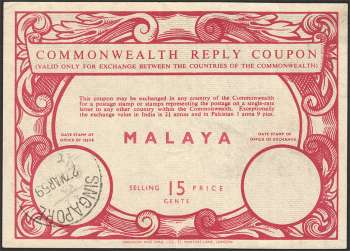 COMMONWEALTH REPLY COUPON
(VALID ONLY FOR EXCHANGE BETWEEN THE COUNTRIES OF THE COMMONWEALTH)
This coupon may be exchanged in any country of the Commonwealth
for a postage stamp or stamps representing the postage on a single-rate
letter to any other country within the Commonwealth. Exceptionally
the exchange value in India is 2½ annas and in Pakistan 1 anna 9 pies.
DATE STAMP OF
OFFICE OF ISSUE
MALAYA
DATE STAMP OF
OFFICE OF EXCHANGE
SELLING 15 PRICE
CENTS
SINGAPORE
MR 59